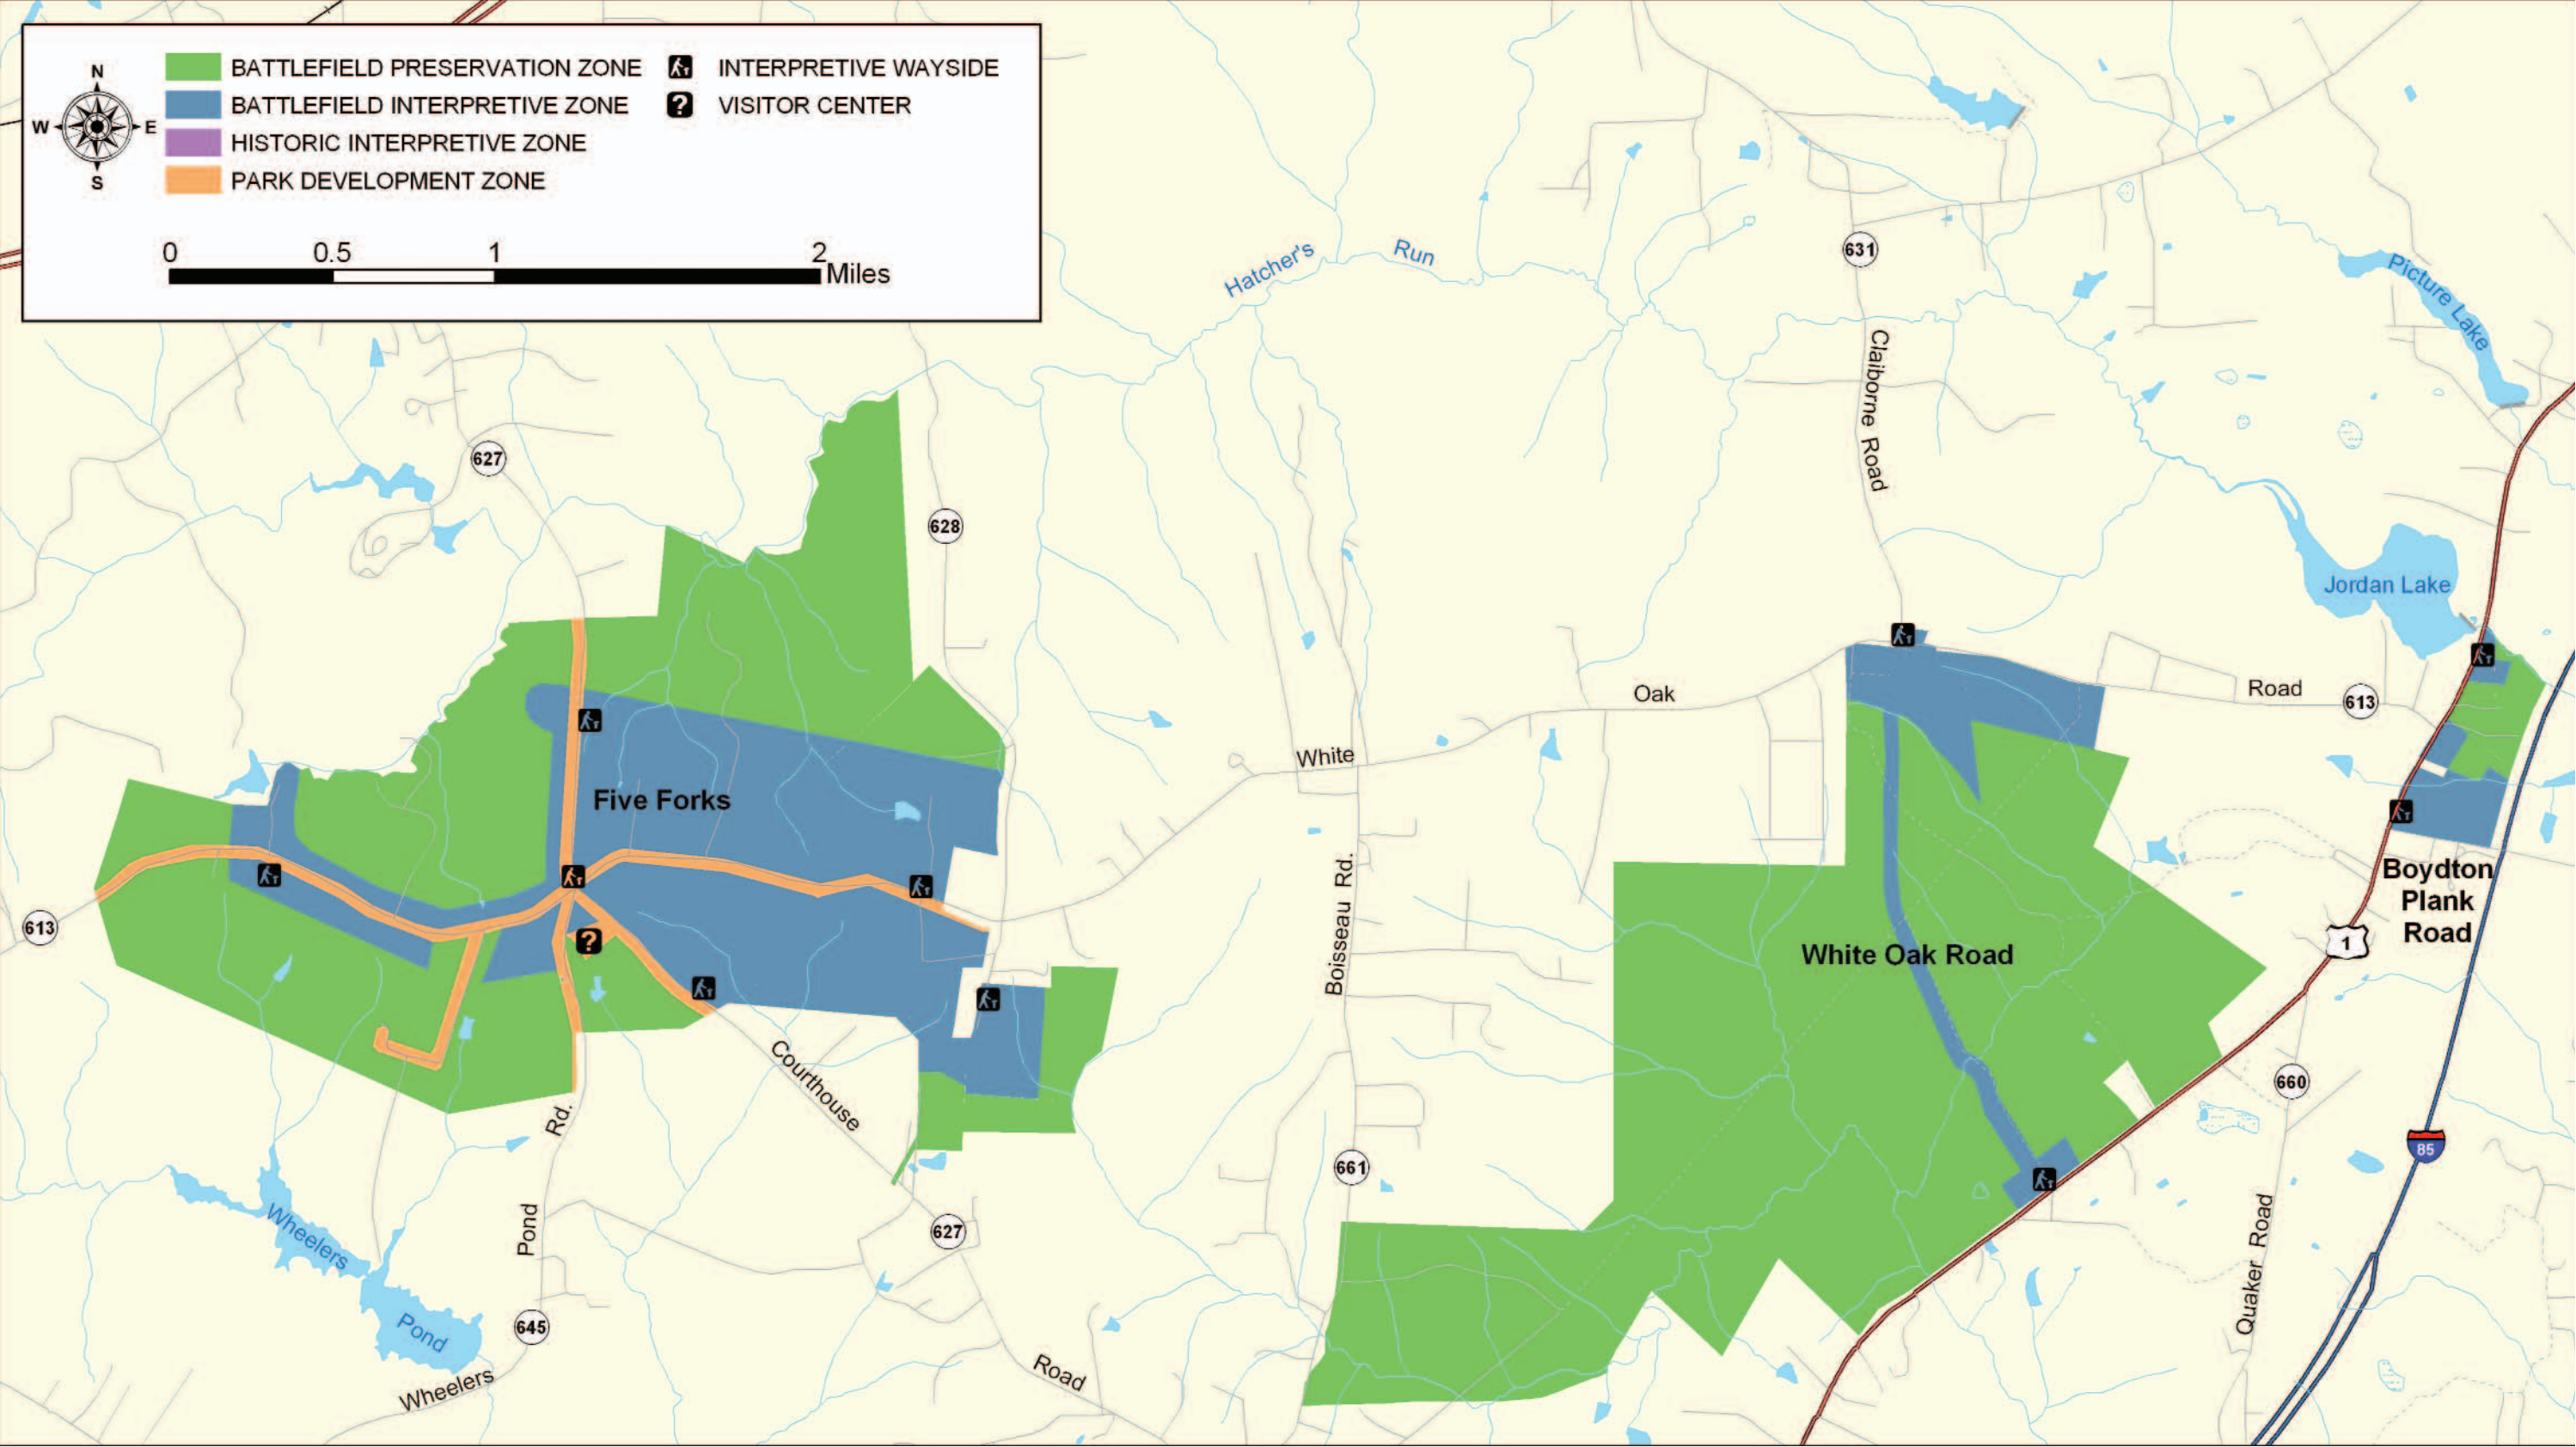 N
W E
S
BATTLEFIELD PRESERVATION ZONE
BATTLEFIELD INTERPRETIVE ZONE
HISTORIC INTERPRETIVE ZONE
PARK DEVELOPMENT ZONE
INTERPRETIVE WAYSIDE
? VISITOR CENTER
0 0.5 1 2
Miles
Hatcher's Run
631
Picture Lake
Claiborne Road
627
628
Jordan Lake
Oak
Road
613
White
Five Forks
Boydton
Plank
Road
613
?
1
White Oak Road
Boisseau Rd.
Courthouse
660
Rd.
85
661
Wheelers
Pond
Pond
627
Quaker Road
645
Road
Wheelers